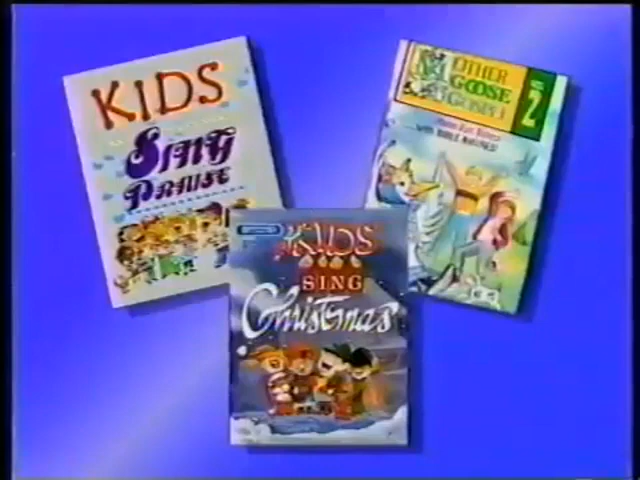 KIDS
Sing
Praise
MOTHER
GOOSE
GOSPEL
2
WITH BIBLE RHYMES!
KIDS
SING
Christmas